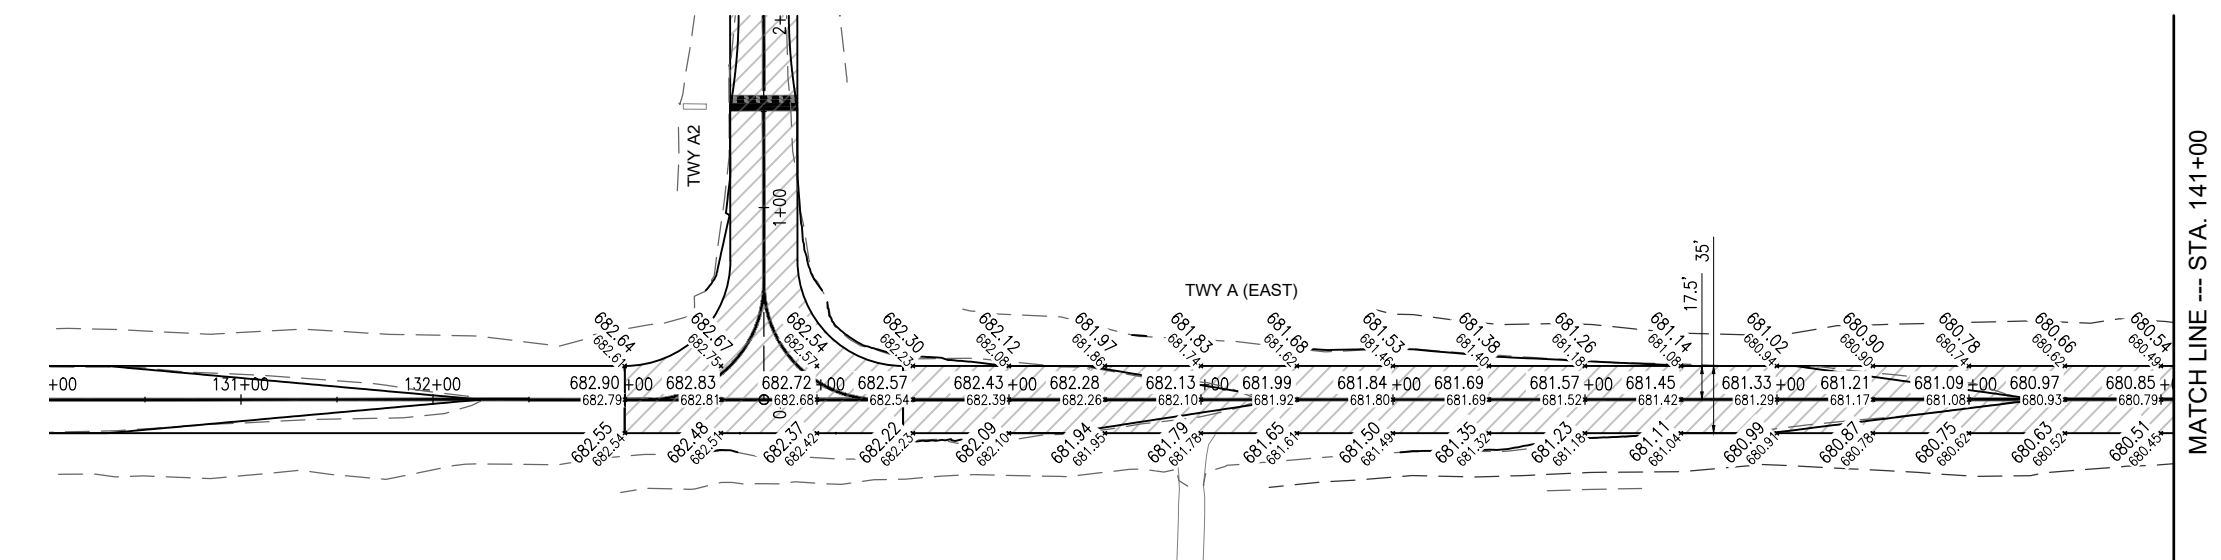 2+
TWY A2
1+00
TWY A (EAST)
35'
17.5'
MATCH LINE --- STA. 141+00
682.64 682.67 682.54 682.30 682.12 681.97 681.83 681.68 681.53 681.38 681.26 681.14 681.02 680.90 680.78 680.66 680.54
682.61 682.75 682.57 682.23 682.08 681.86 681.74 681.62 681.46 681.40 681.18 681.08 680.94 680.90 680.74 680.62 680.49
+00 131+00 132+00 682.90 +00 682.83 682.72 +00 682.57 682.43 +00 682.28 682.13 +00 681.99 681.84 +00 681.69 681.57 +00 681.45 681.33 +00 681.21 681.09 +00 680.97 680.85 +
682.79 682.81 682.68 682.54 682.39 682.26 682.10 681.92 681.80 681.69 681.52 681.42 681.29 681.17 681.08 680.93 680.79
0
682.55 682.48 682.37 682.22 682.09 681.94 681.79 681.65 681.50 681.35 681.23 681.11 680.99 680.87 680.75 680.63 680.51
682.54 682.51 682.42 682.23 682.10 681.95 681.78 681.61 681.49 681.32 681.18 681.04 680.91 680.78 680.62 680.52 680.45